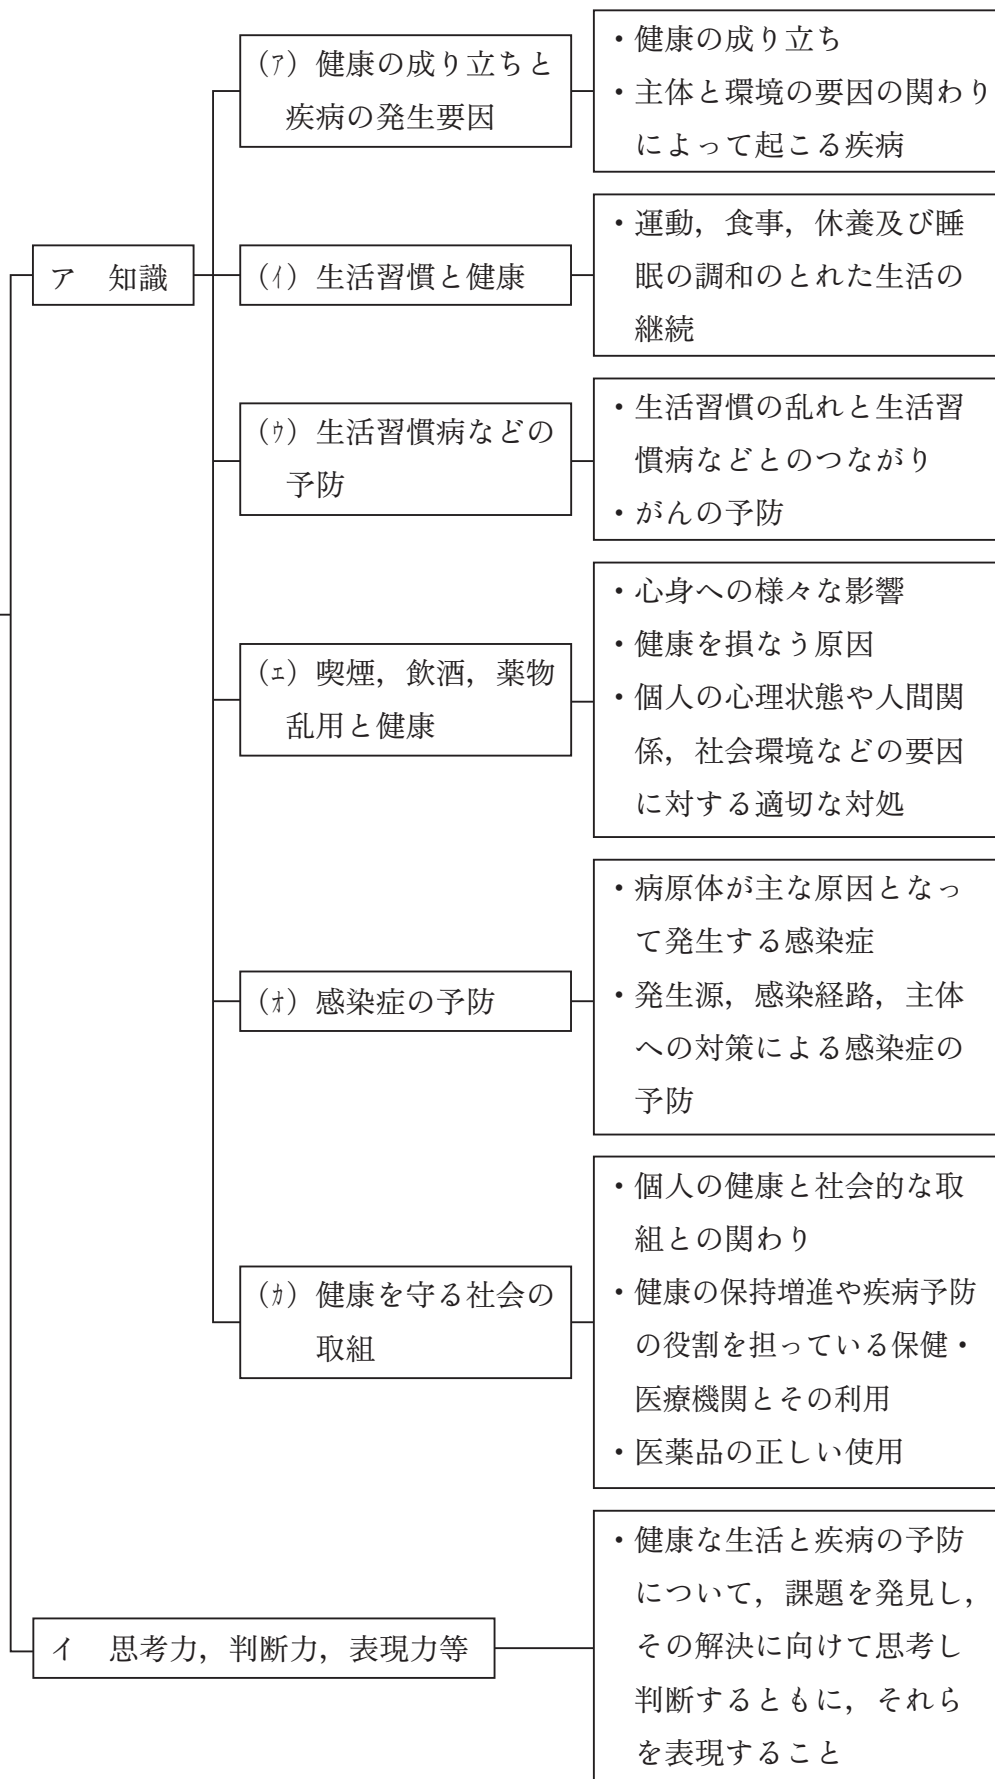 ア　知識
(ｱ) 健康の成り立ちと
疾病の発生要因
・健康の成り立ち
・主体と環境の要因の関わり
によって起こる疾病
(ｲ) 生活習慣と健康
・運動，食事，休養及び睡
眠の調和のとれた生活の
継続
(ｳ) 生活習慣病などの
予防
・生活習慣の乱れと生活習
慣病などとのつながり
・がんの予防
(ｴ) 喫煙，飲酒，薬物
乱用と健康
・心身への様々な影響
・健康を損なう原因
・個人の心理状態や人間関
係，社会環境などの要因
に対する適切な対処
(ｵ) 感染症の予防
・病原体が主な原因となっ
て発生する感染症
・発生源，感染経路，主体
への対策による感染症の
予防
(ｶ) 健康を守る社会の
取組
・個人の健康と社会的な取
組との関わり
・健康の保持増進や疾病予防
の役割を担っている保健・
医療機関とその利用
・医薬品の正しい使用
イ　思考力，判断力，表現力等
・健康な生活と疾病の予防
について，課題を発見し，
その解決に向けて思考し
判断するともに，それら
を表現すること